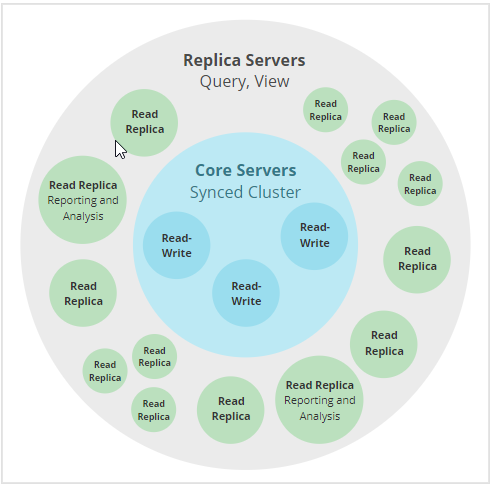 Replica Servers
Query, View
Read
Replica
Read
Replica
Read
Replica
Read
Replica
Read
Replica
Core Servers
Synced Cluster
Read Replica
Reporting and
Analysis
Read-
Write
Read-
Write
Read-
Write
Read
Replica
Read
Replica
Read
Replica
Read
Replica
Read
Replica
Read
Replica
Read
Replica
Read Replica
Reporting and
Analysis